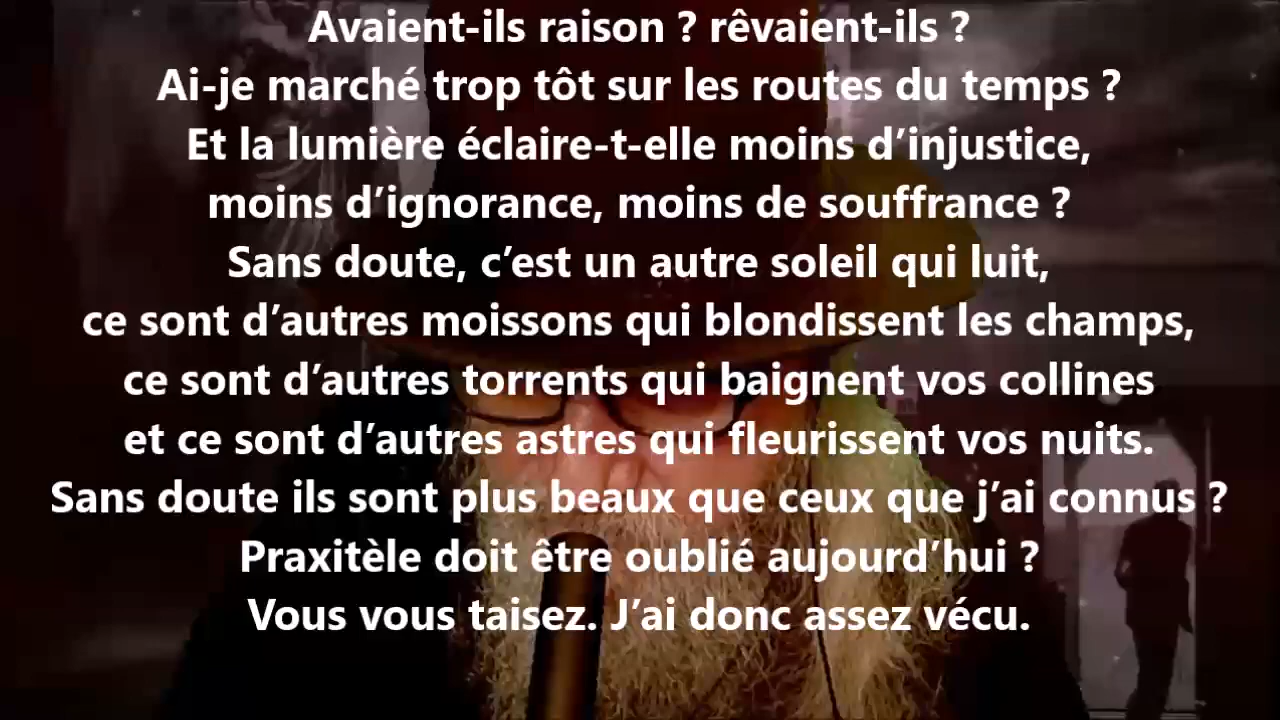 Avaient-ils raison ? rêvaient-ils ?
Ai-je marché trop tôt sur les routes du temps ?
Et la lumière éclaire-t-elle moins d’injustice,
moins d’ignorance, moins de souffrance ?
Sans doute, c’est un autre soleil qui luit,
ce sont d’autres moissons qui blondissent les champs,
ce sont d’autres torrents qui baignent vos collines
et ce sont d’autres astres qui fleurissent vos nuits.
Sans doute ils sont plus beaux que ceux que j’ai connus ?
Praxitèle doit être oublié aujourd’hui ?
Vous vous taisez. J’ai donc assez vécu.